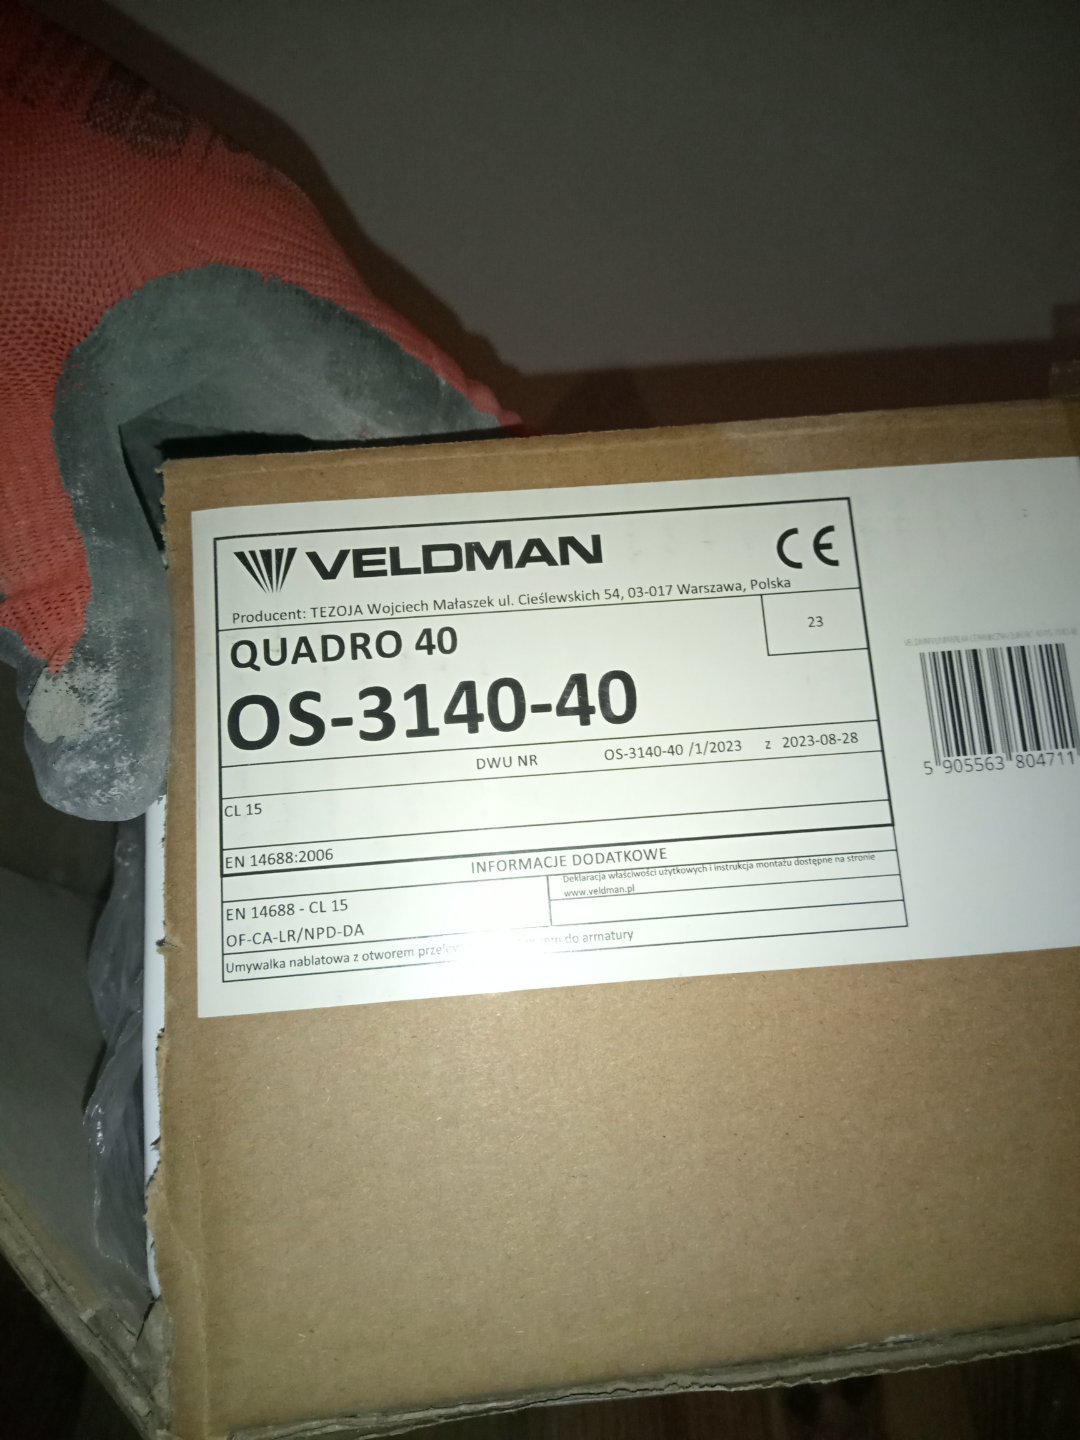 VELDMAN
CE
Producent: TEZOJA Wojciech Małaszek ul. Cieślewskich 54, 03-017 Warszawa, Polska
QUADRO 40
23
OS-3140-40
DWU NR OS-3140-40 /1/2023 z 2023-08-28
CL 15
EN 14688:2006
INFORMACJE DODATKOWE
EN 14688 - CL 15
Deklaracja właściwości użytkowych i instrukcja montażu dostępne na stronie
www.veldman.pl
OF-CA-LR/NPD-DA
Umywalka nablatowa z otworem do armatury
5 905563 804711